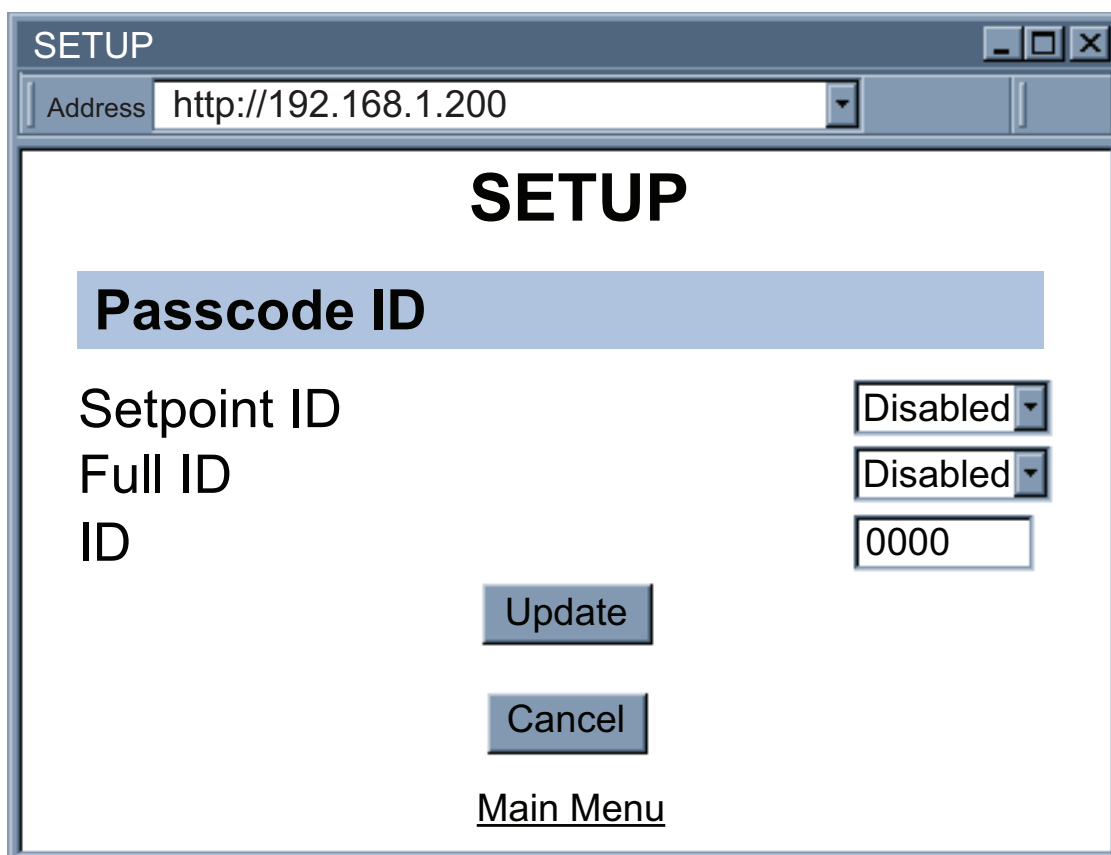 SETUP
Address http://192.168.1.200
SETUP
Passcode ID
Setpoint ID Disabled
Full ID Disabled
ID 0000
Update
Cancel
Main Menu